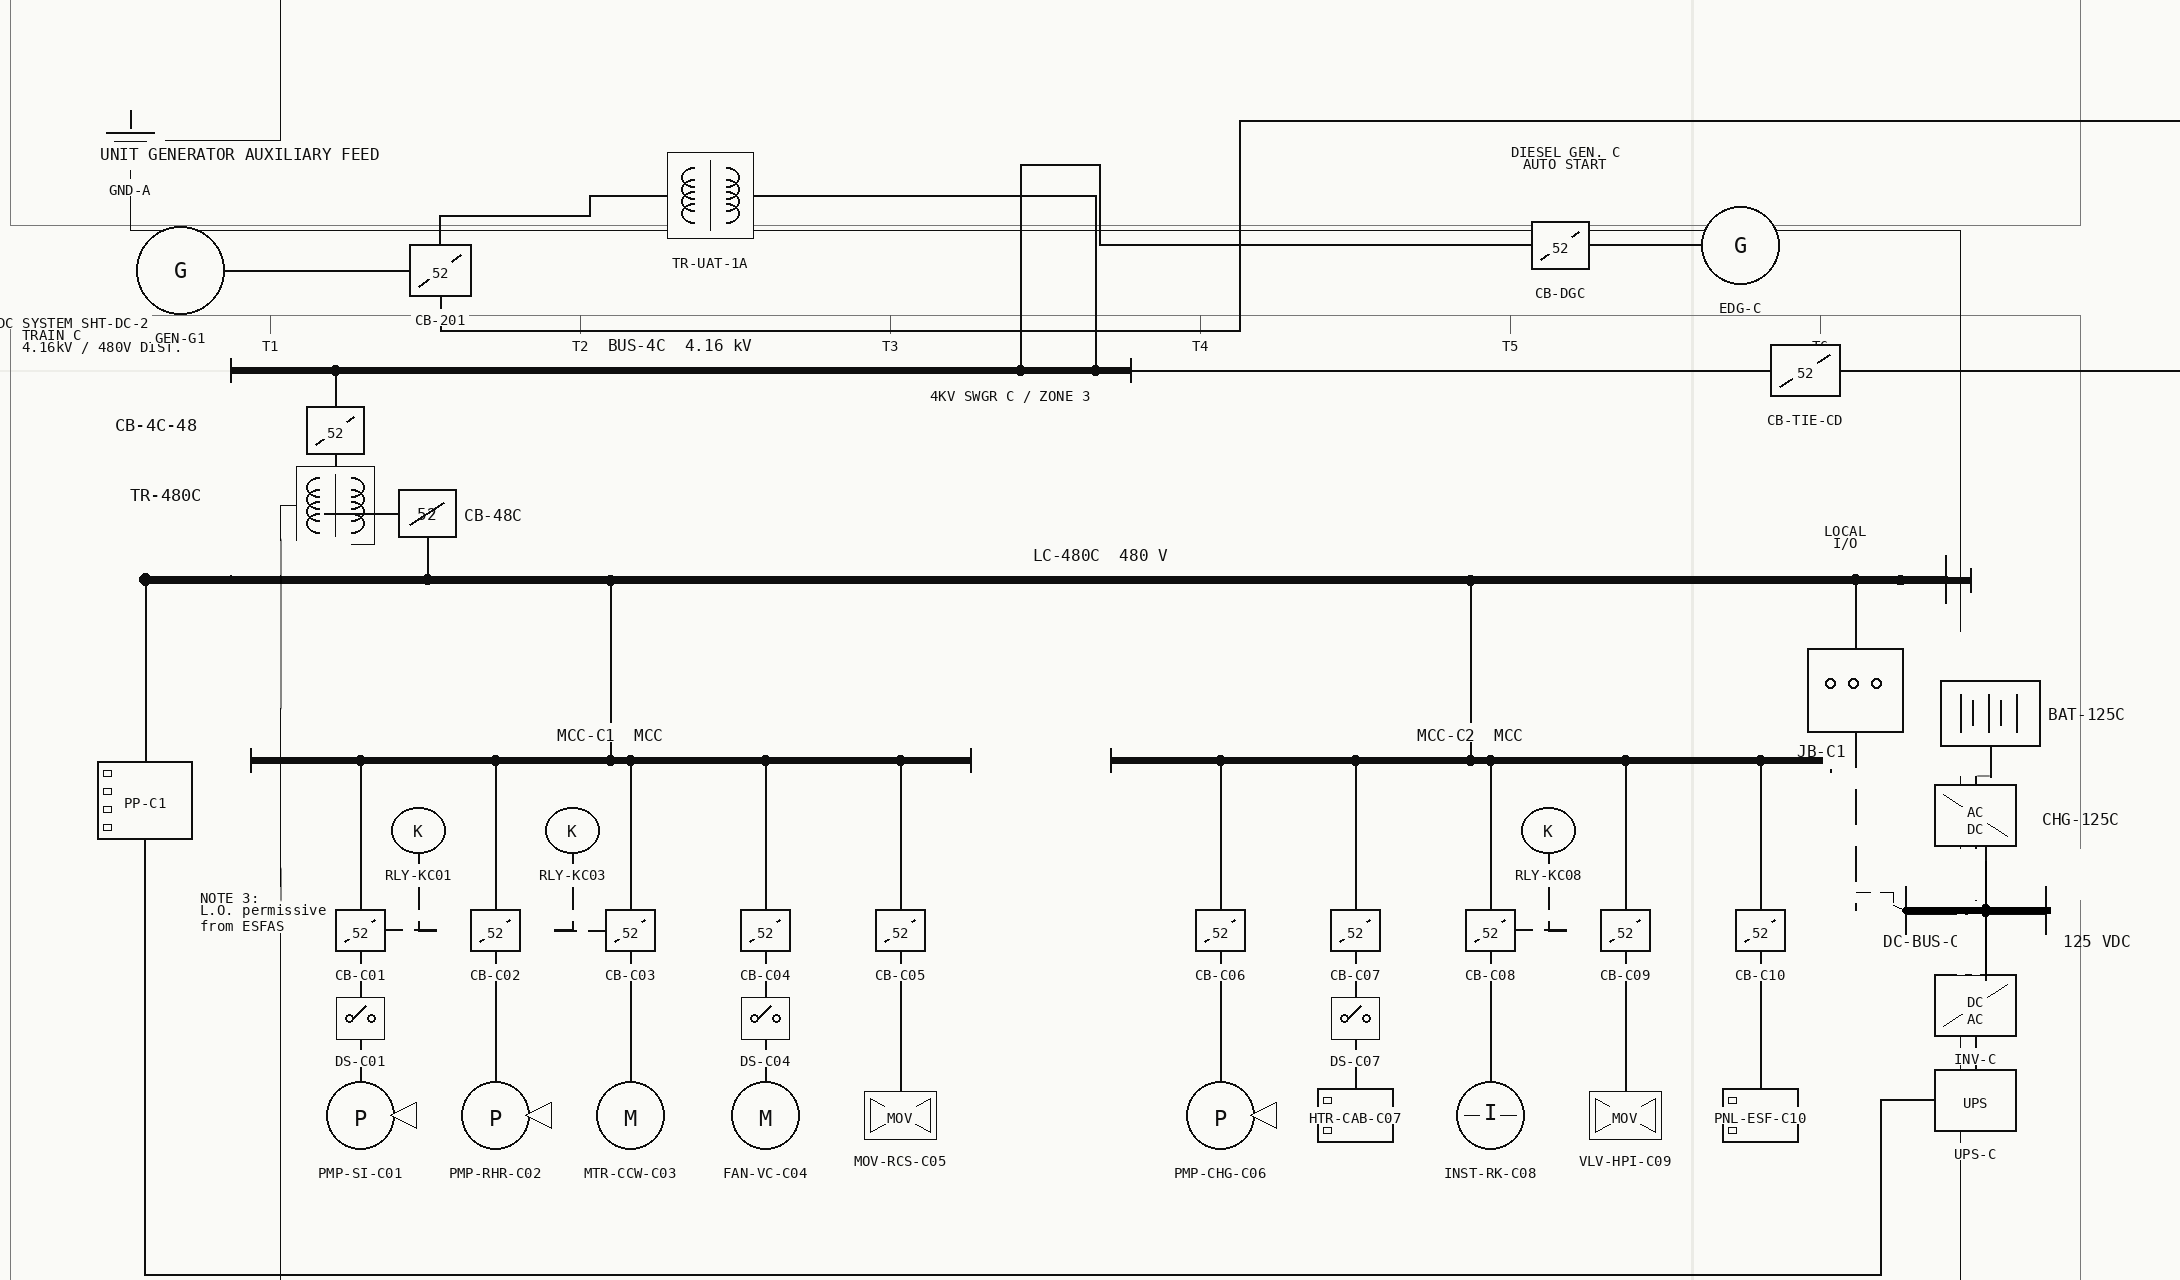 UNIT GENERATOR AUXILIARY FEED
GND-A
DIESEL GEN. C
AUTO START
G
52
TR-UAT-1A
52
G
CB-201
CB-DGC
EDG-C
DC SYSTEM SHT-DC-2
TRAIN C
4.16kV / 480V DIST.
GEN-G1
T1
T2
BUS-4C 4.16 kV
T3
T4
T5
4KV SWGR C / ZONE 3
52
CB-TIE-CD
CB-4C-48
52
TR-480C
52
CB-48C
LC-480C 480 V
LOCAL
I/O
MCC-C1 MCC
MCC-C2 MCC
JB-C1
BAT-125C
PP-C1
K
K
K
AC
DC
CHG-125C
RLY-KC01
RLY-KC03
RLY-KC08
NOTE 3:
L.O. permissive
from ESFAS
52
52
52
52
52
52
52
52
52
52
DC-BUS-C
125 VDC
CB-C01
CB-C02
CB-C03
CB-C04
CB-C05
CB-C06
CB-C07
CB-C08
CB-C09
CB-C10
DC
AC
DS-C01
DS-C04
DS-C07
INV-C
P
P
M
M
MOV
P
HTR-CAB-C07
I
MOV
PNL-ESF-C10
UPS
UPS-C
PMP-SI-C01
PMP-RHR-C02
MTR-CCW-C03
FAN-VC-C04
MOV-RCS-C05
PMP-CHG-C06
INST-RK-C08
VLV-HPI-C09